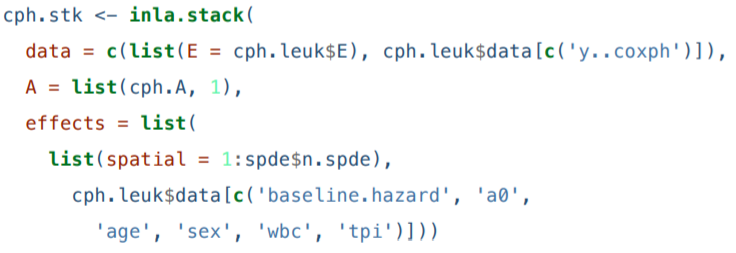 cph.stk <- inla.stack(
  data = c(list(E = cph.leuk$E), cph.leuk$data[c('y..coxph')]),
  A = list(cph.A, 1),
  effects = list(
    list(spatial = 1:spde$n.spde),
      cph.leuk$data[c('baseline.hazard', 'a0',
        'age', 'sex', 'wbc', 'tpi')]))